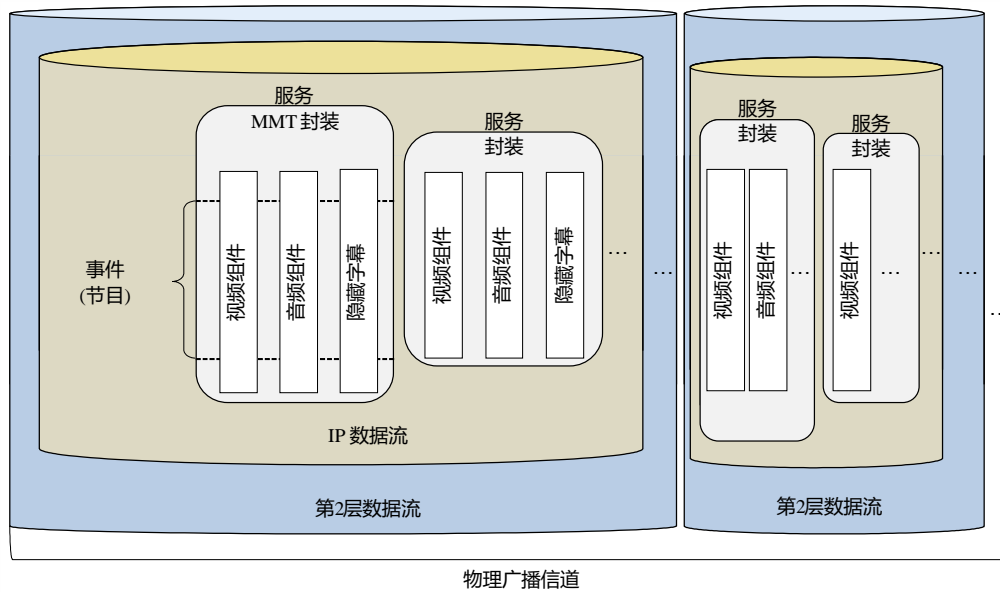 服务
MMT 封装
视频组件
音频组件
隐藏字幕
事件
(节目)
服务
封装
视频组件
音频组件
隐藏字幕
…
…
IP 数据流
第2层数据流
服务
封装
视频组件
音频组件
…
服务
封装
视频组件
…
…
…
第2层数据流
…
物理广播信道